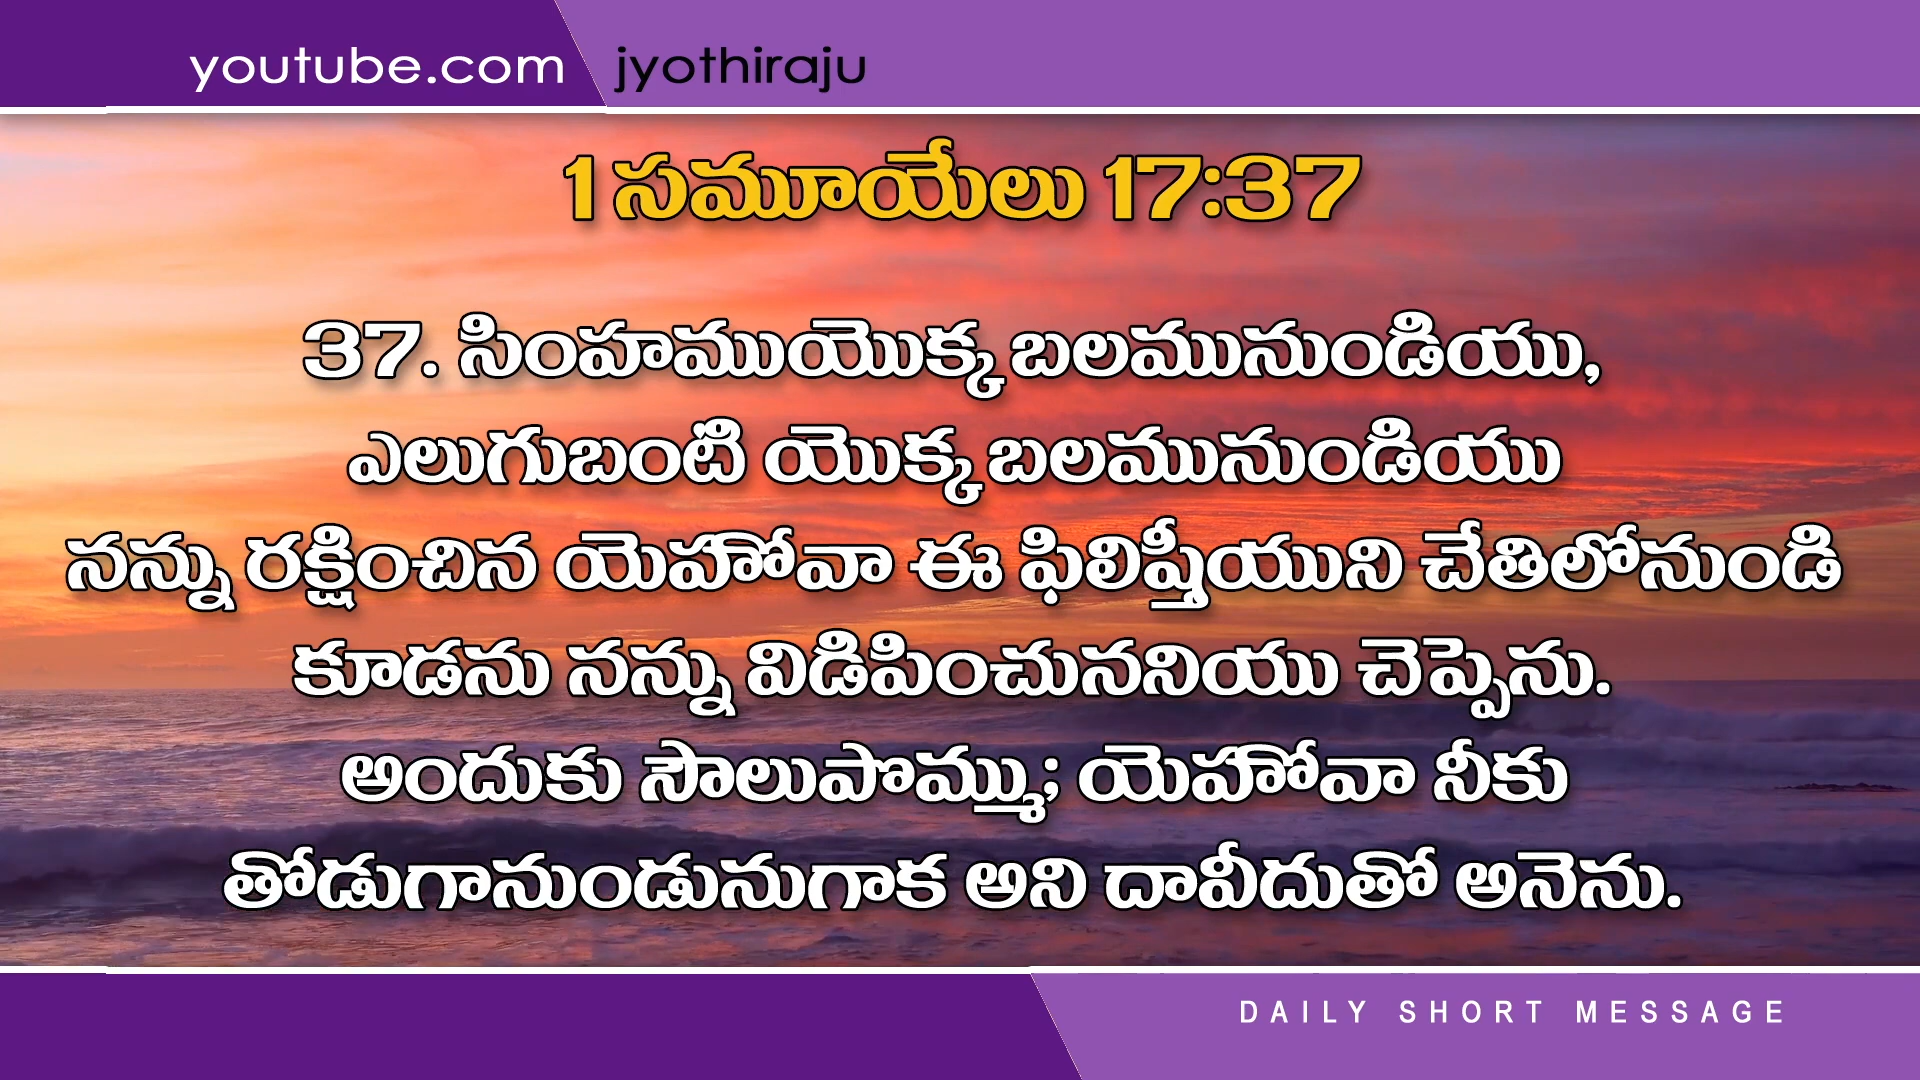 youtube.com jyothiraju
1 సమూయేలు 17:37
37. సింహముయొక్క బలమునుండియు,
ఎలుగుబంటి యొక్క బలమునుండియు
నన్ను రక్షించిన యెహోవా ఈ ఫిలిష్తీయుని చేతిలోనుండి
కూడను నన్ను విడిపించుననియు చెప్పెను.
అందుకు సౌలుపొమ్ము; యెహోవా నీకు
తోడుగానుండునుగాక అని దావీదుతో అనెను.
DAILY SHORT MESSAGE